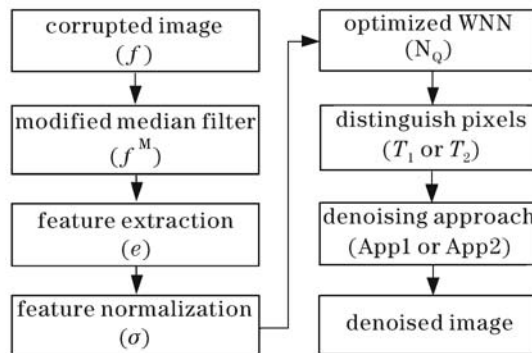 corrupted image
(f)
modified median filter
(f^M)
feature extraction
(e)
feature normalization
(σ)
optimized WNN
(N_Q)
distinguish pixels
(T_1 or T_2)
denoising approach
(App1 or App2)
denoised image